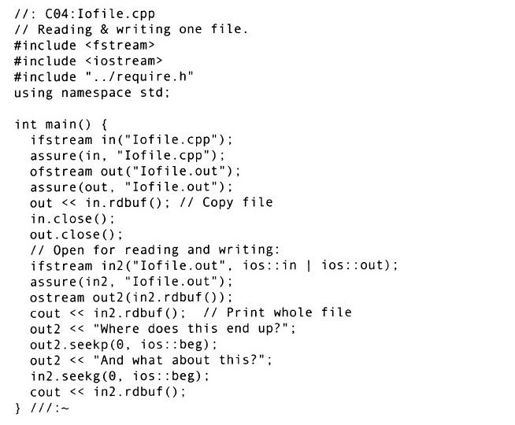 //: C04:Iofile.cpp
// Reading & writing one file.
#include <fstream>
#include <iostream>
#include "../require.h"
using namespace std;

int main() {
  ifstream in("Iofile.cpp");
  assure(in, "Iofile.cpp");
  ofstream out("Iofile.out");
  assure(out, "Iofile.out");
  out << in.rdbuf(); // Copy file
  in.close();
  out.close();
  // Open for reading and writing:
  ifstream in2("Iofile.out", ios::in | ios::out);
  assure(in2, "Iofile.out");
  ostream out2(in2.rdbuf());
  cout << in2.rdbuf();  // Print whole file
  out2 << "Where does this end up?";
  out2.seekp(0, ios::beg);
  out2 << "And what about this?";
  in2.seekg(0, ios::beg);
  cout << in2.rdbuf();
} ///:~